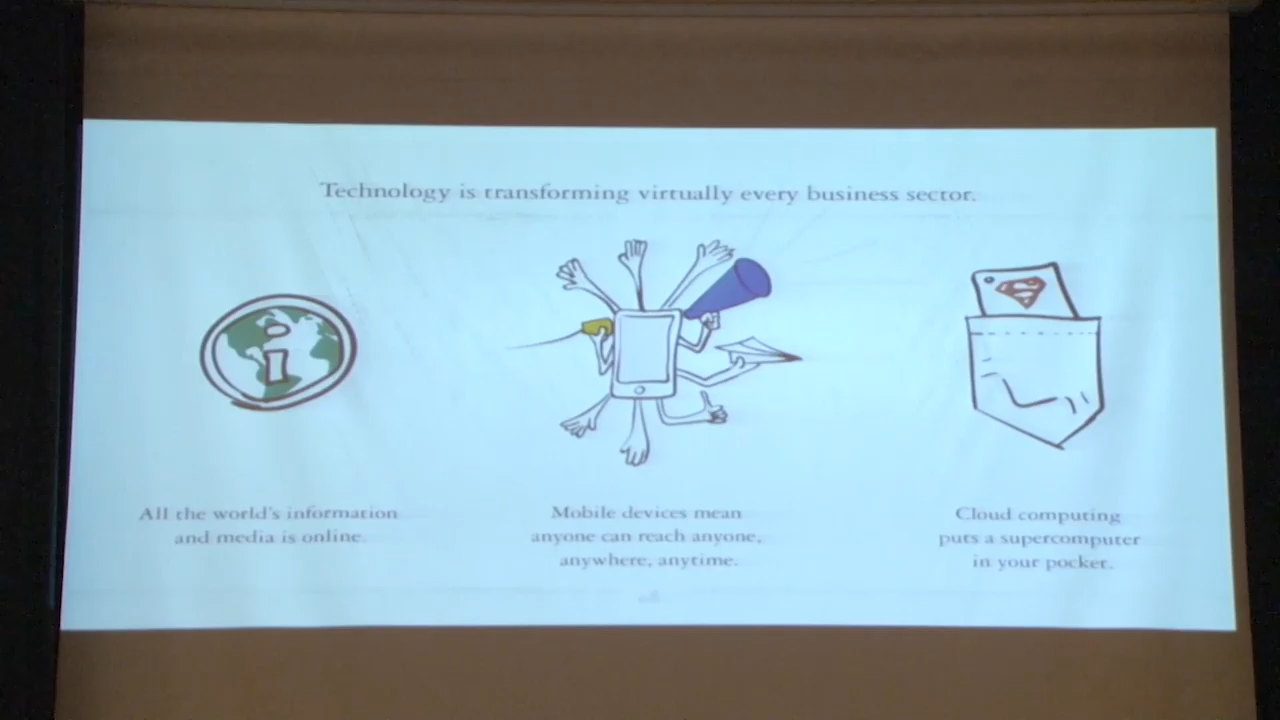 Technology is transforming virtually every business sector.
i
S
All the world's information
and media is online.
Mobile devices mean
anyone can reach anyone,
anywhere, anytime.
Cloud computing
puts a supercomputer
in your pocket.